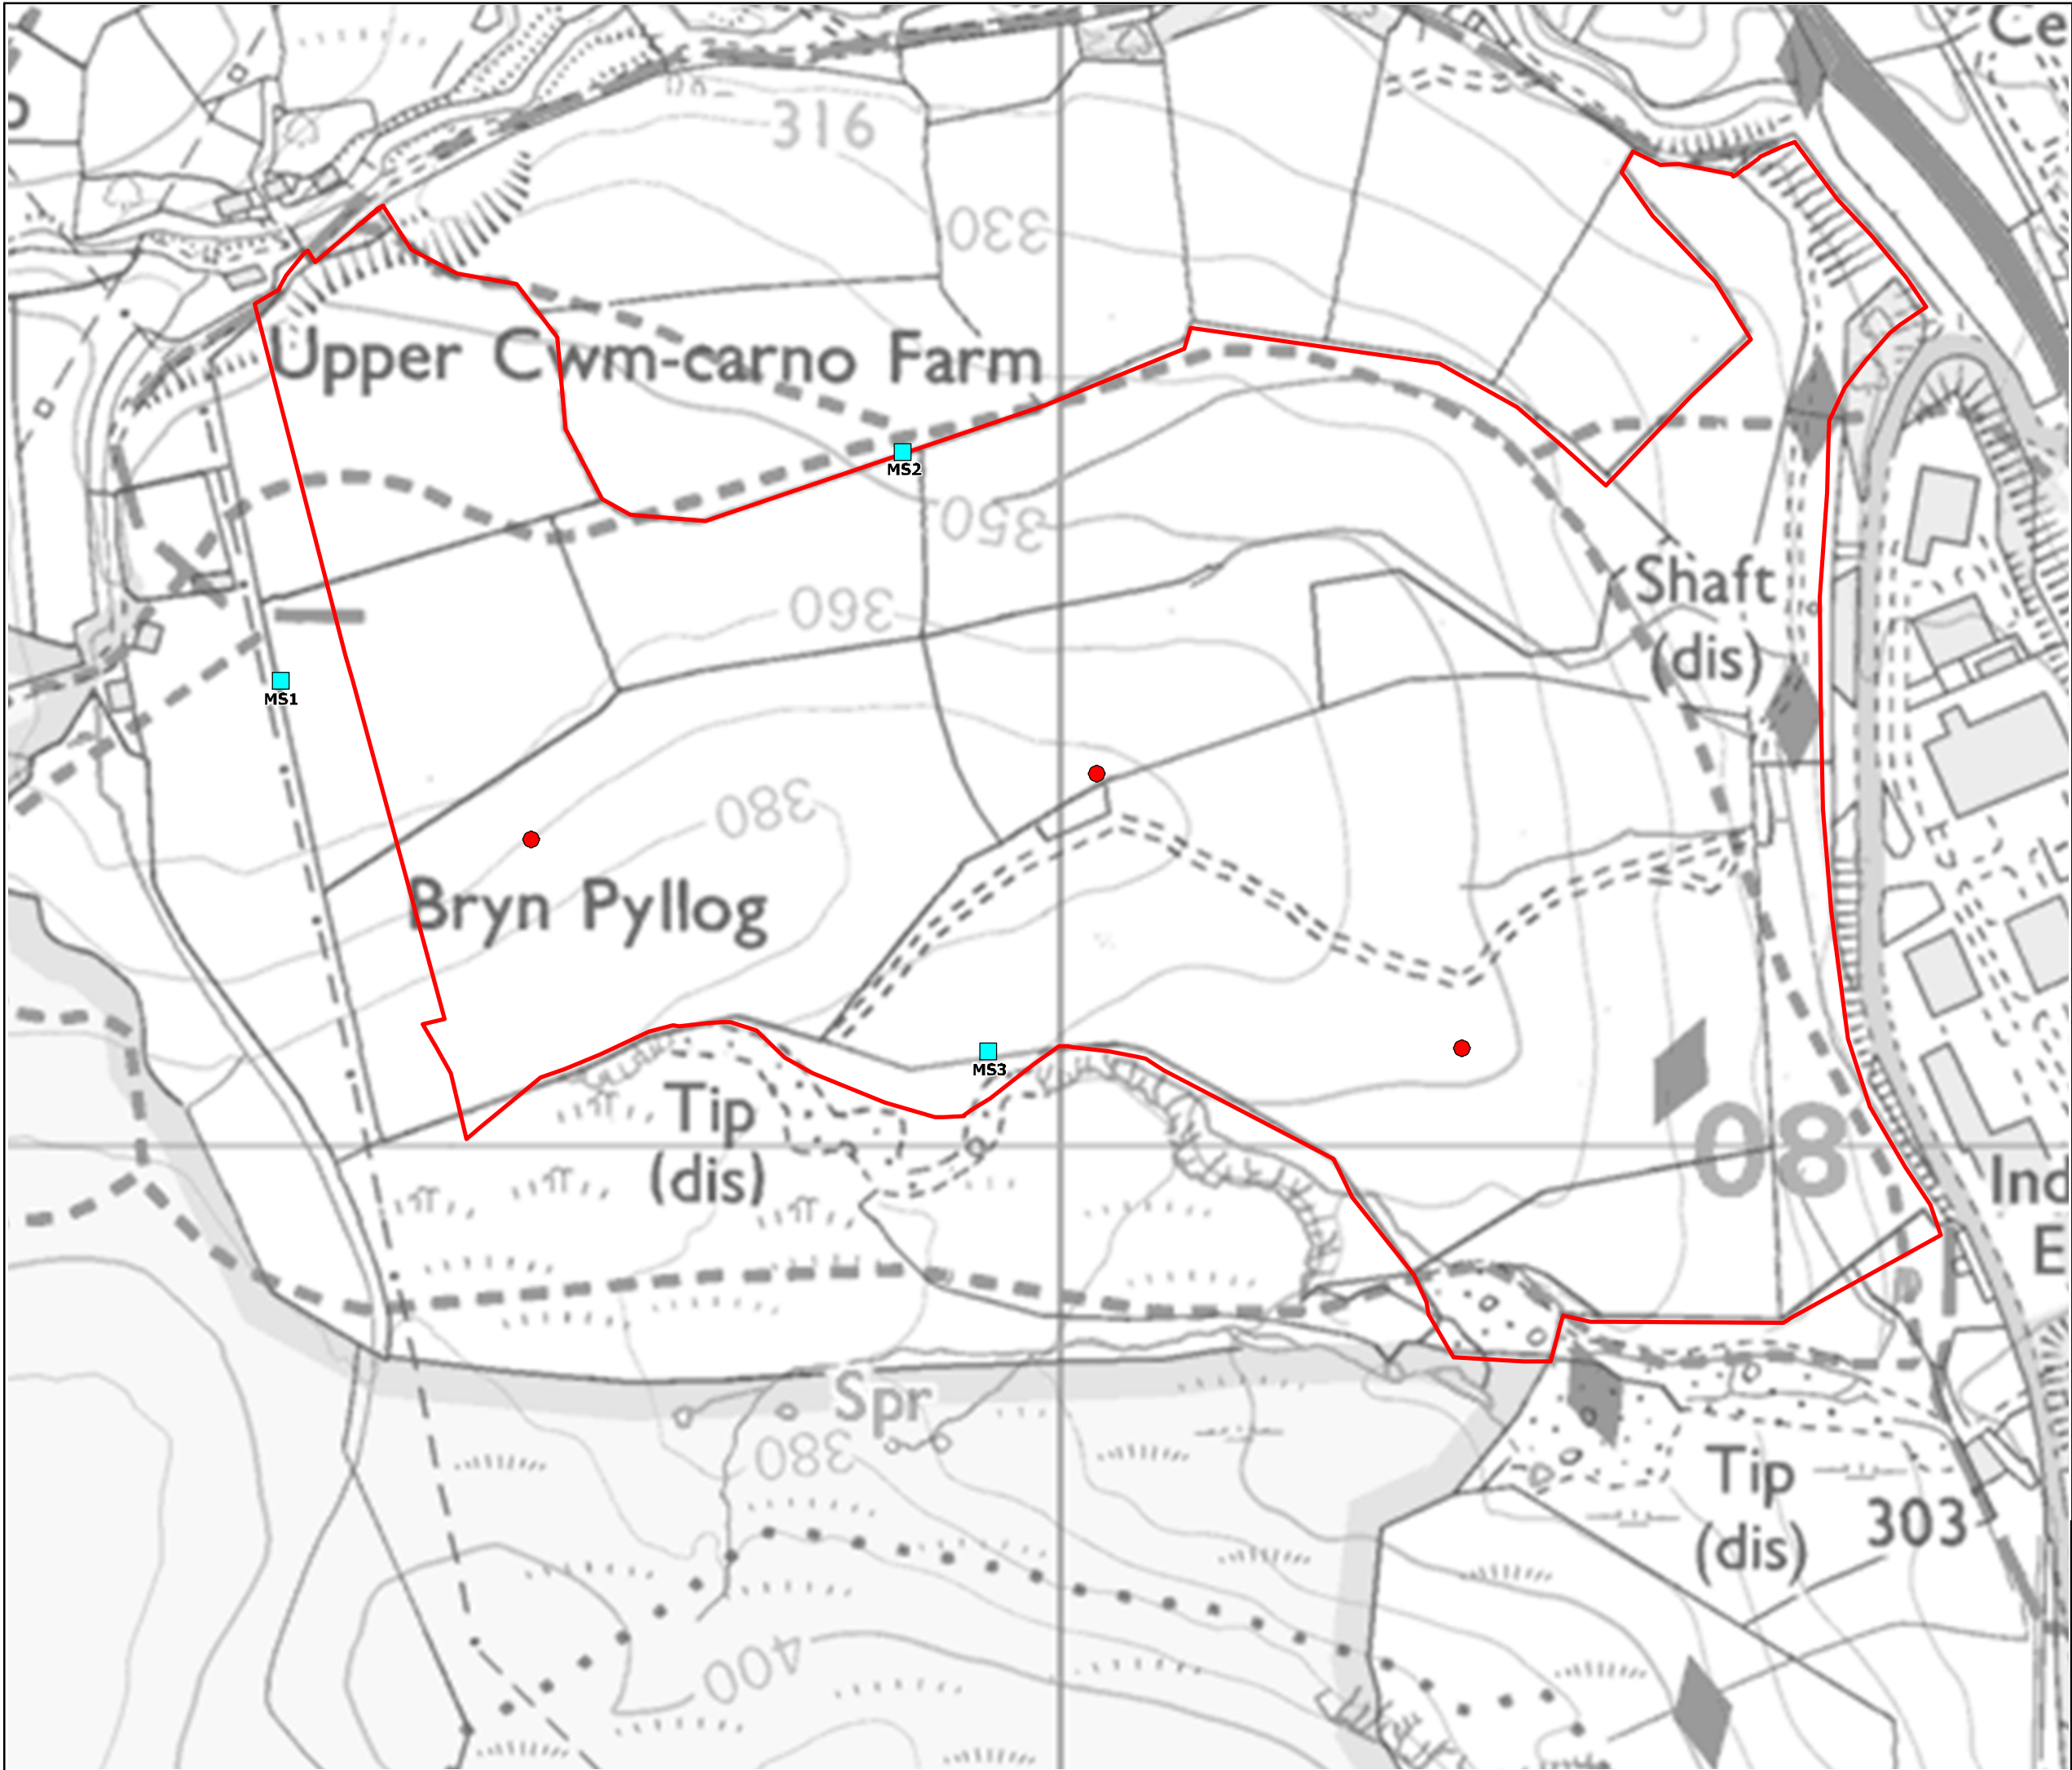 Ce
316
330
Upper Cwm-carno Farm
MS2
350
Shaft
(dis)
360
MS1
380
Bryn Pyllog
MS3
Tip
(dis)
08
Ind
E
Spr
380
Tip
(dis)
303
400